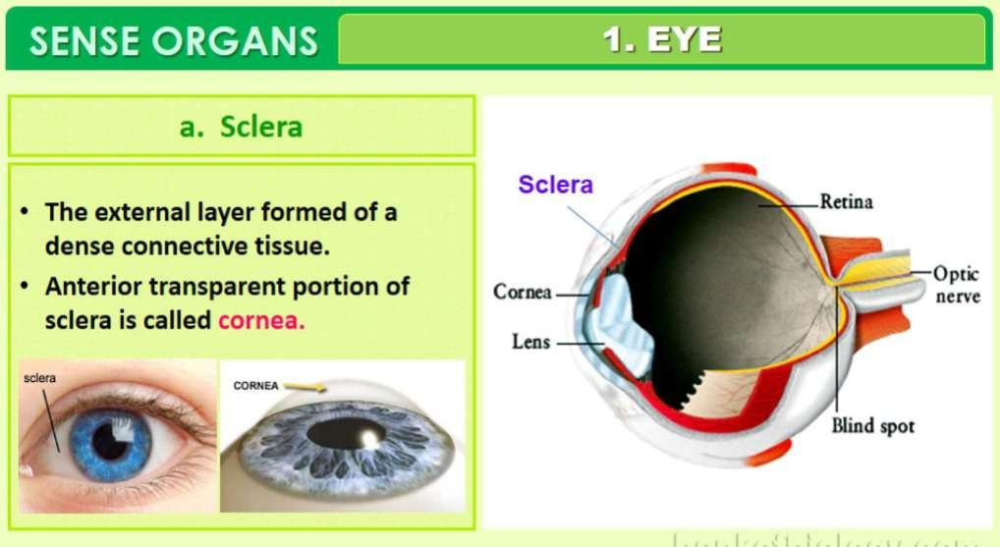 SENSE ORGANS
1. EYE
a. Sclera
• The external layer formed of a
dense connective tissue.
• Anterior transparent portion of
sclera is called cornea.
sclera
CORNEA
Sclera
Retina
Cornea
Optic
nerve
Lens
Blind spot